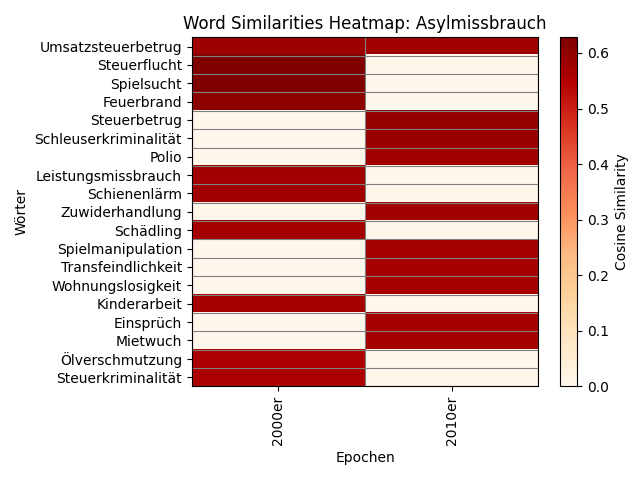 Word Similarities Heatmap: Asylmissbrauch
Umsatzsteuerbetrug
Steuerflucht
Spielsucht
Feuerbrand
Steuerbetrug
Schleuserkriminalität
Polio
Leistungsmissbrauch
Schienenlärm
Zuwiderhandlung
Schädling
Spielmanipulation
Transfeindlichkeit
Wohnungslosigkeit
Kinderarbeit
Einsprüch
Mietwuch
Ölverschmutzung
Steuerkriminalität
Wörter
2000er
2010er
Epochen
0.6
0.5
0.4
0.3
0.2
0.1
0.0
Cosine Similarity